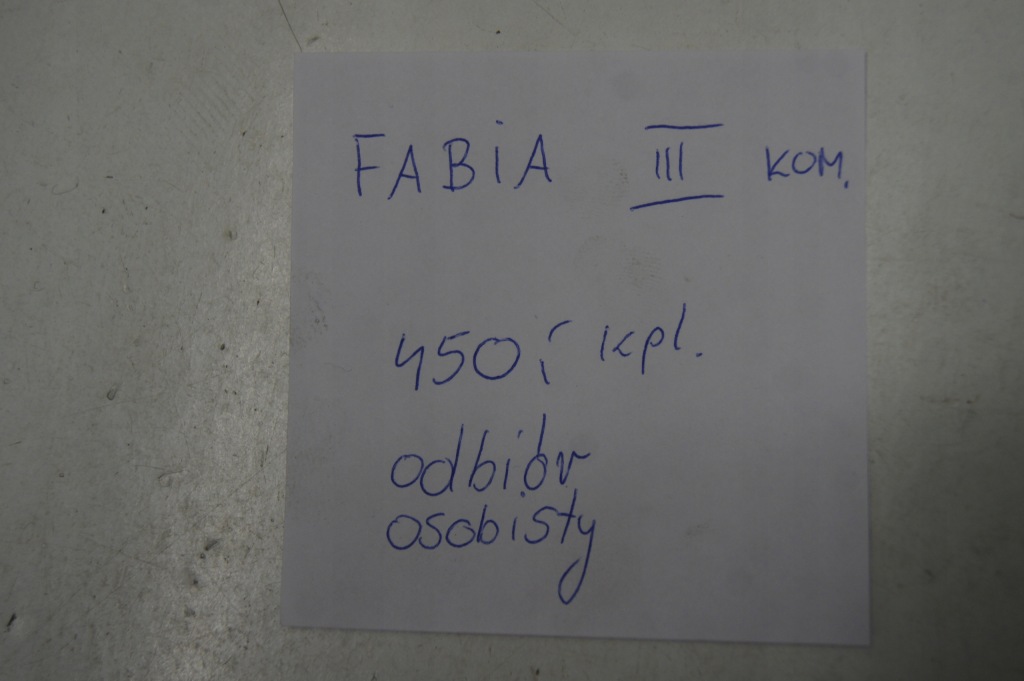 FABiA III KOM.
450,- kpl.
odbiór
osobisty